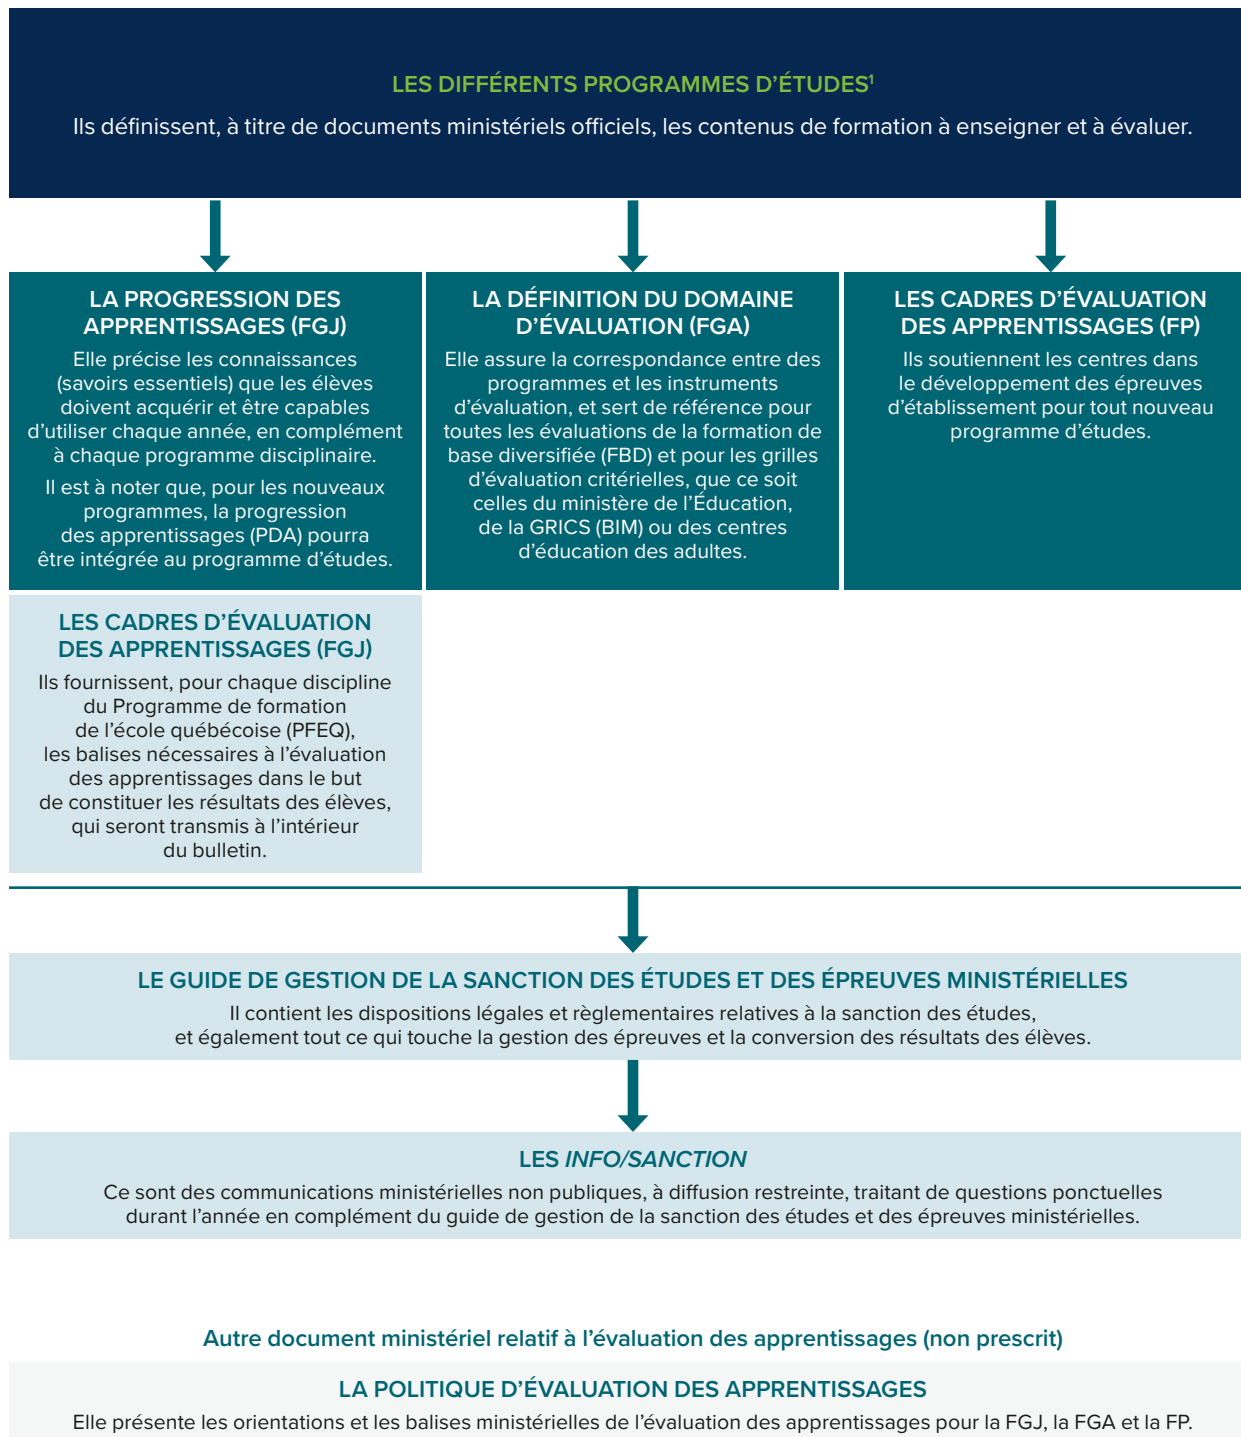 LES DIFFÉRENTS PROGRAMMES D'ÉTUDES¹
Ils définissent, à titre de documents ministériels officiels, les contenus de formation à enseigner et à évaluer.
LA PROGRESSION DES
APPRENTISSAGES (FGJ)
Elle précise les connaissances
(savoirs essentiels) que les élèves
doivent acquérir et être capables
d'utiliser chaque année, en complément
à chaque programme disciplinaire.
Il est à noter que, pour les nouveaux
programmes, la progression
des apprentissages (PDA) pourra
être intégrée au programme d'études.
LA DÉFINITION DU DOMAINE
D'ÉVALUATION (FGA)
Elle assure la correspondance entre des
programmes et les instruments
d'évaluation, et sert de référence pour
toutes les évaluations de la formation de
base diversifiée (FBD) et pour les grilles
d'évaluation critérielles, que ce soit
celles du ministère de l'Éducation,
de la GRICS (BIM) ou des centres
d'éducation des adultes.
LES CADRES D'ÉVALUATION
DES APPRENTISSAGES (FP)
Ils soutiennent les centres dans
le développement des épreuves
d'établissement pour tout nouveau
programme d'études.
LES CADRES D'ÉVALUATION
DES APPRENTISSAGES (FGJ)
Ils fournissent, pour chaque discipline
du Programme de formation
de l'école québécoise (PFEQ),
les balises nécessaires à l'évaluation
des apprentissages dans le but
de constituer les résultats des élèves,
qui seront transmis à l'intérieur
du bulletin.
LE GUIDE DE GESTION DE LA SANCTION DES ÉTUDES ET DES ÉPREUVES MINISTÉRIELLES
Il contient les dispositions légales et règlementaires relatives à la sanction des études,
et également tout ce qui touche la gestion des épreuves et la conversion des résultats des élèves.
LES INFO/SANCTION
Ce sont des communications ministérielles non publiques, à diffusion restreinte, traitant de questions ponctuelles
durant l'année en complément du guide de gestion de la sanction des études et des épreuves ministérielles.
Autre document ministériel relatif à l'évaluation des apprentissages (non prescrit)
LA POLITIQUE D'ÉVALUATION DES APPRENTISSAGES
Elle présente les orientations et les balises ministérielles de l'évaluation des apprentissages pour la FGJ, la FGA et la FP.